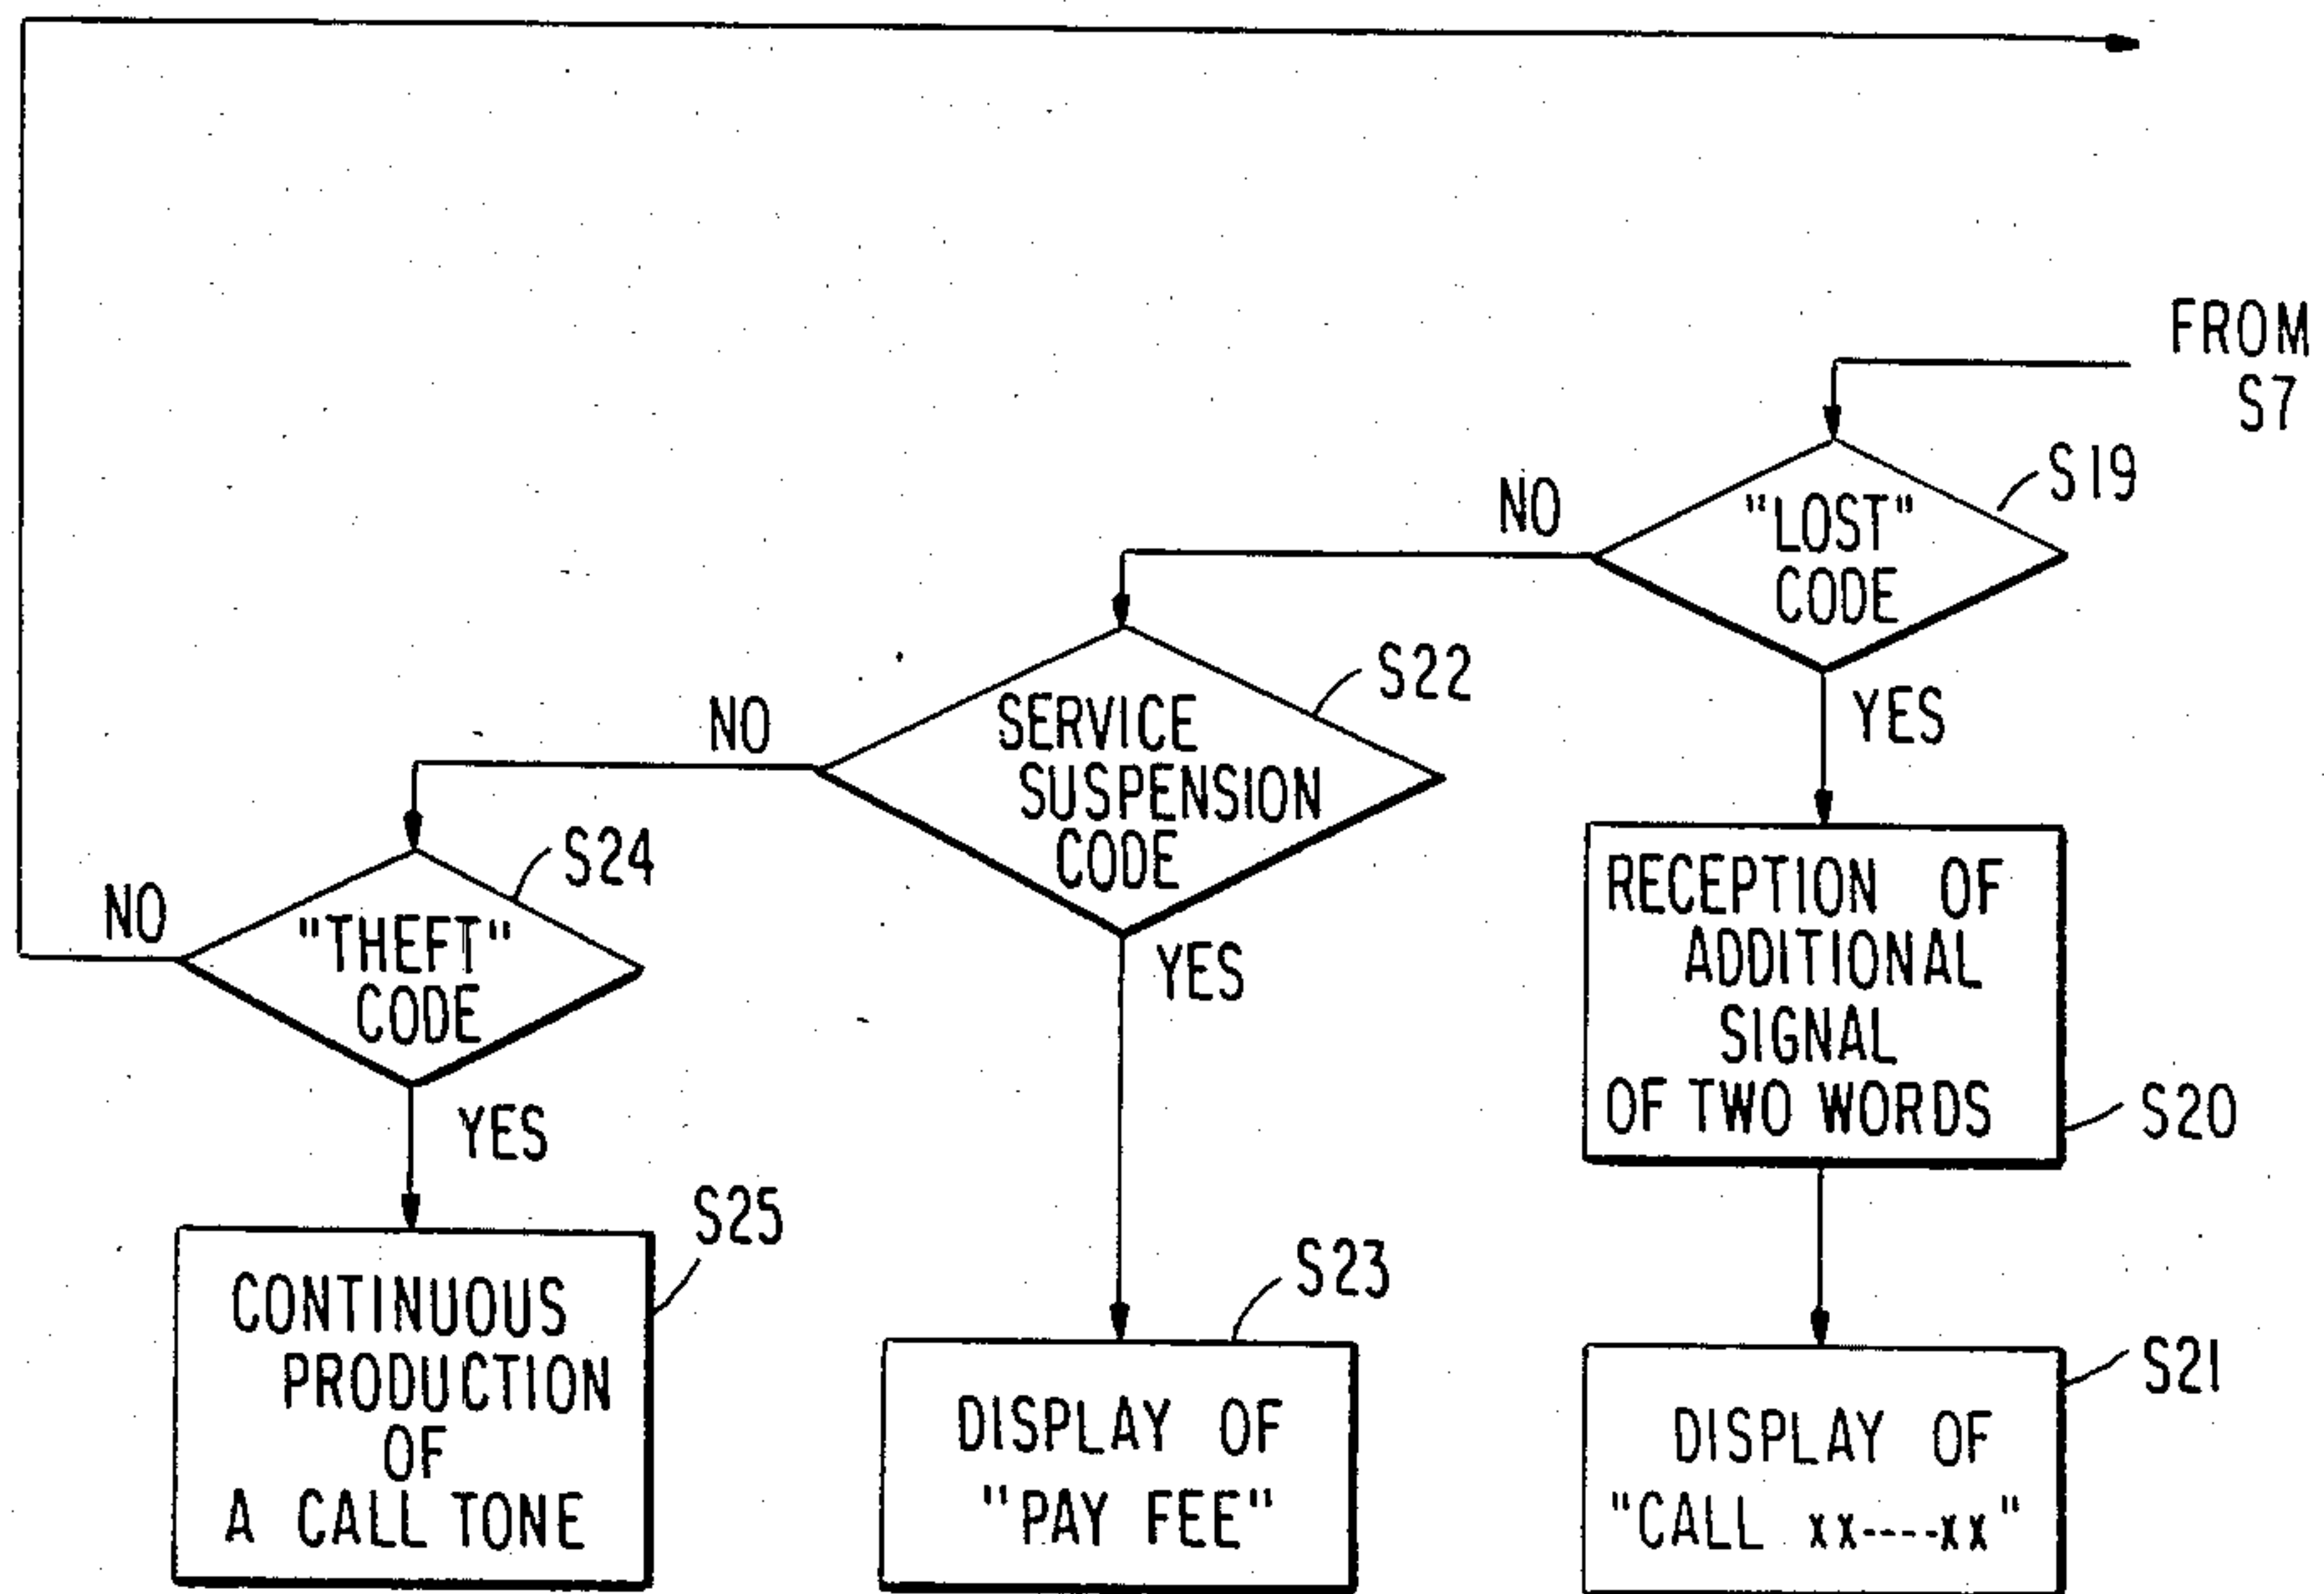 FROM
S7
S19
"LOST"
CODE
NO
YES
S22
SERVICE
SUSPENSION
CODE
NO
YES
S24
"THEFT"
CODE
NO
YES
RECEPTION OF
ADDITIONAL
SIGNAL
OF TWO WORDS
S20
S25
CONTINUOUS
PRODUCTION
OF
A CALL TONE
S23
DISPLAY OF
"PAY FEE"
S21
DISPLAY OF
"CALL xx----xx"